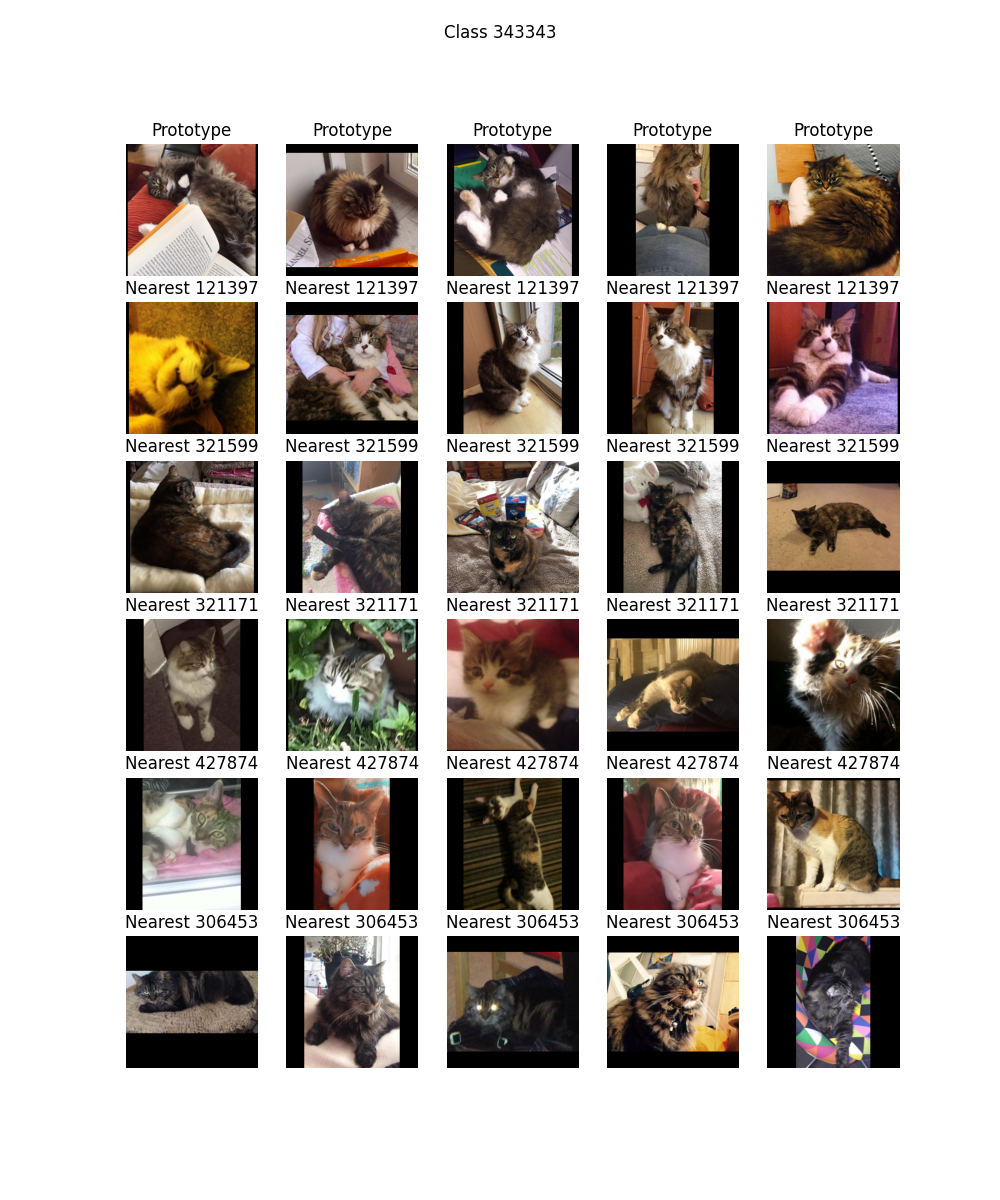 Class 343343
Prototype Prototype Prototype Prototype Prototype
Nearest 121397 Nearest 121397 Nearest 121397 Nearest 121397 Nearest 121397
Nearest 321599 Nearest 321599 Nearest 321599 Nearest 321599 Nearest 321599
Nearest 321171 Nearest 321171 Nearest 321171 Nearest 321171 Nearest 321171
Nearest 427874 Nearest 427874 Nearest 427874 Nearest 427874 Nearest 427874
Nearest 306453 Nearest 306453 Nearest 306453 Nearest 306453 Nearest 306453